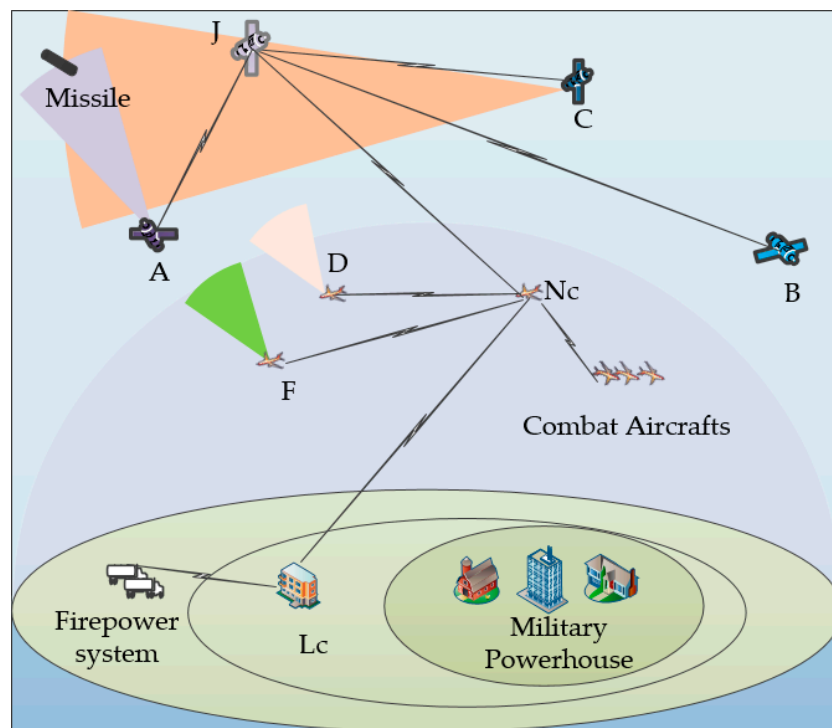 J
Missile
C
A
D
Nc
B
F
Combat Aircrafts
Firepower
system
Lc
Military
Powerhouse